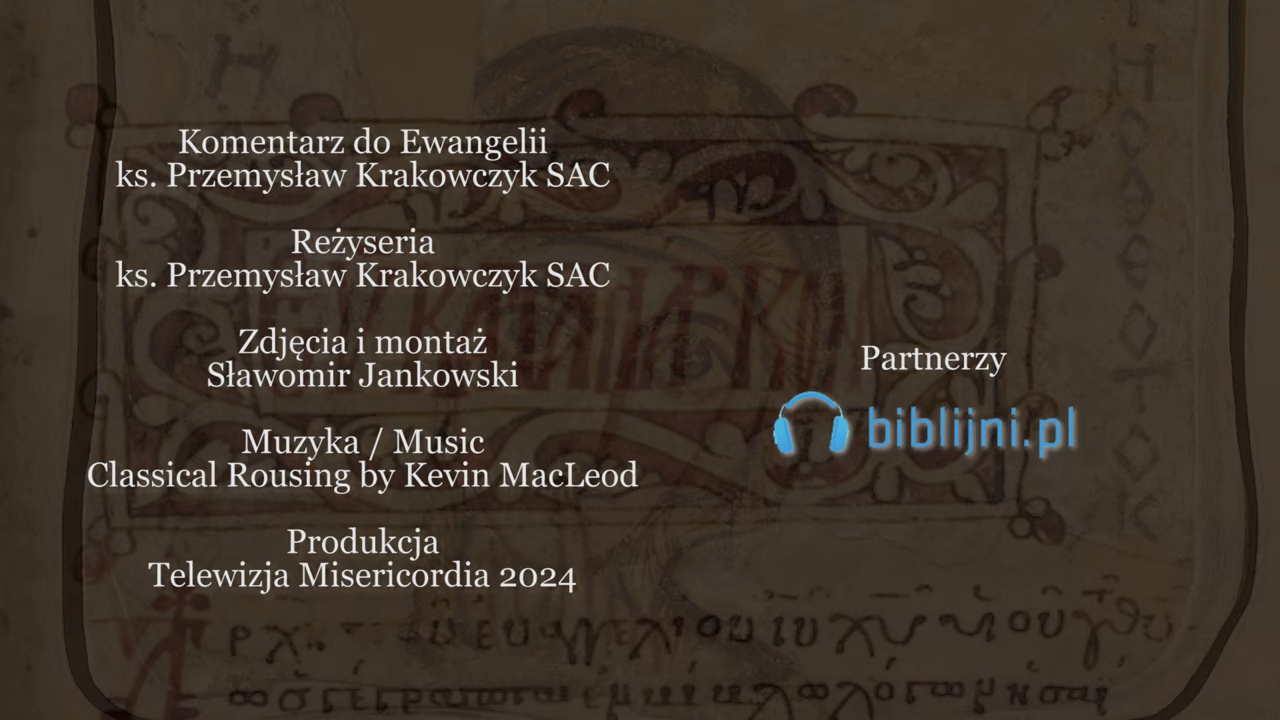 Komentarz do Ewangelii
ks. Przemysław Krakowczyk SAC
Reżyseria
ks. Przemysław Krakowczyk SAC
Zdjęcia i montaż
Sławomir Jankowski
Muzyka / Music
Classical Rousing by Kevin MacLeod
Produkcja
Telewizja Misericordia 2024
Partnerzy
biblijni.pl